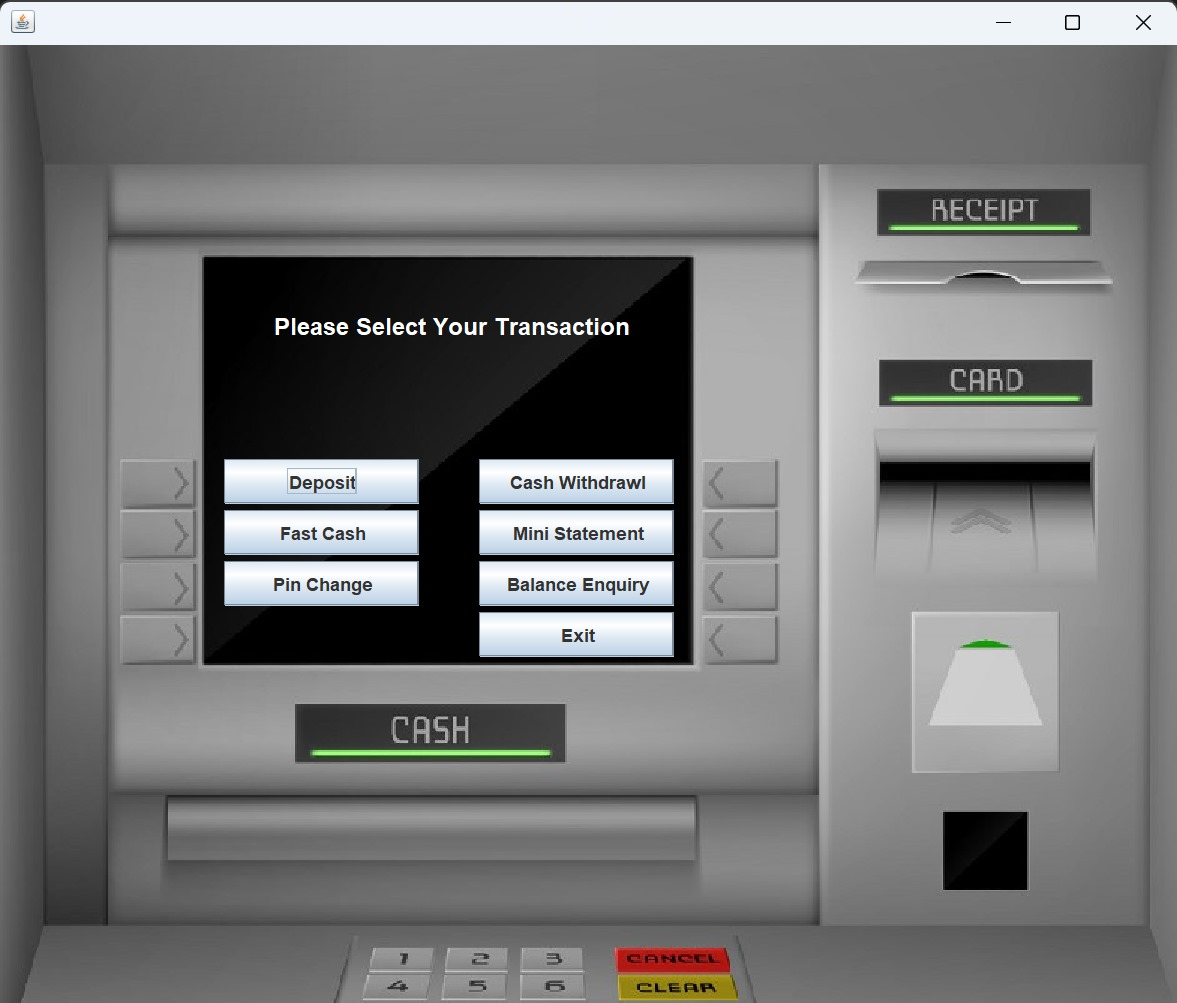 RECEIPT
Please Select Your Transaction
CARD
Deposit
Cash Withdrawl
Fast Cash
Mini Statement
Pin Change
Balance Enquiry
Exit
CASH
1 2 3 CANCEL
4 5 6 CLEAR